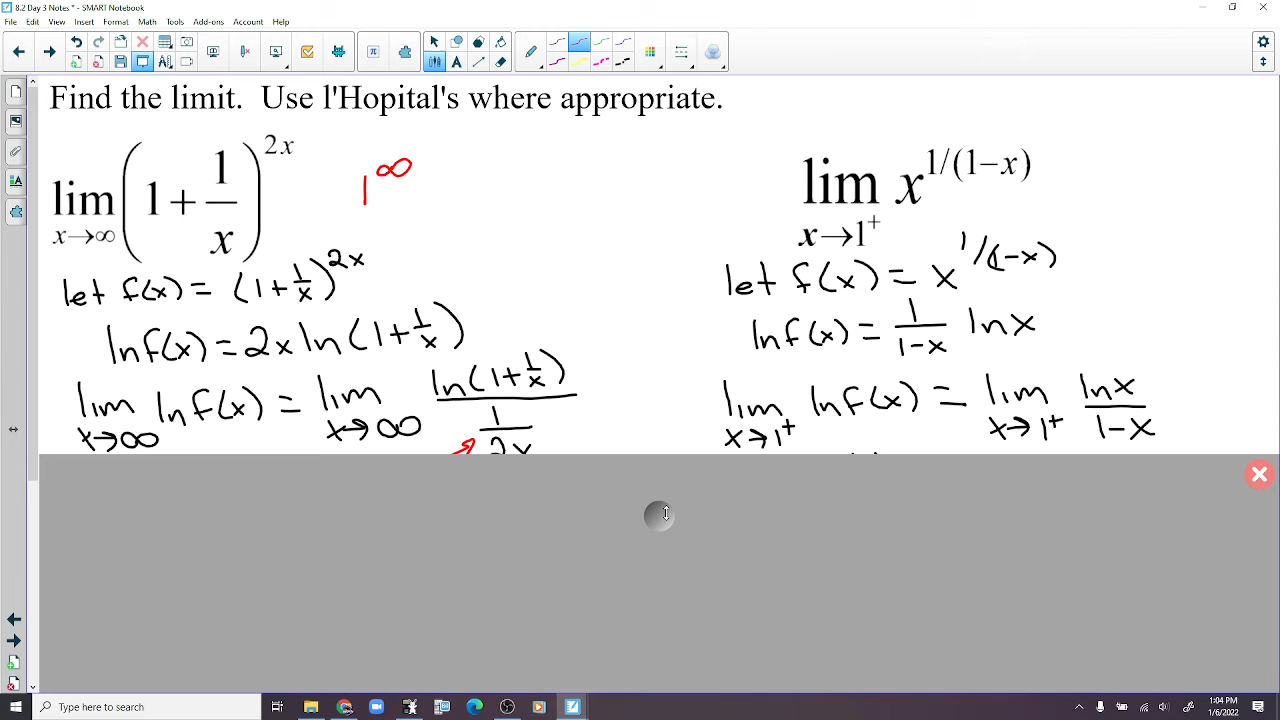 8.2 Day 3 Notes * - SMART Notebook
File Edit View Insert Format Math Tools Add-ons Account Help
Find the limit. Use l'Hopital's where appropriate.
lim x→∞ (1 + 1/x)^2x
1^∞
let f(x) = (1+1/x)^2x
ln f(x) = 2x ln(1+1/x)
lim x→∞ ln f(x) = lim x→∞ ln(1+1/x) / (1/2x)
lim x→1⁺ x^1/(1−x)
let f(x) = x^1/(1-x)
ln f(x) = 1/(1-x) ln x
lim x→1⁺ ln f(x) = lim x→1⁺ ln x / (1-x)
Type here to search
1:04 PM
1/6/2022